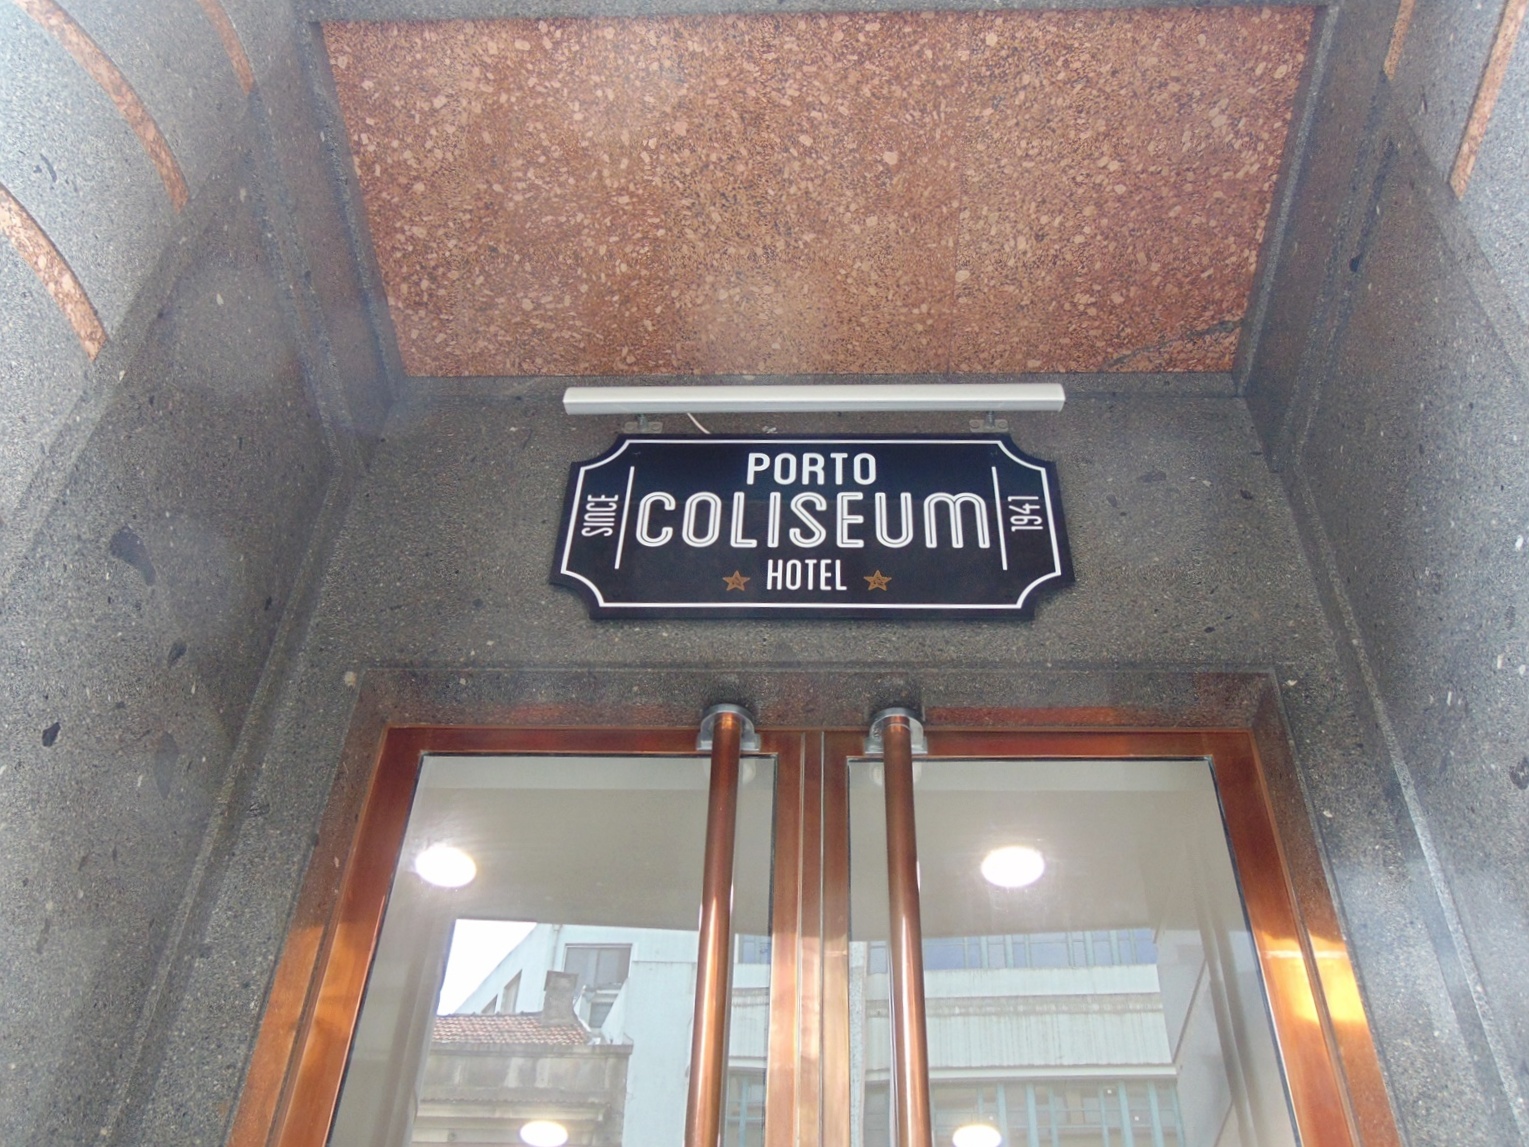 PORTO
SINCE
COLISEUM
1941
HOTEL